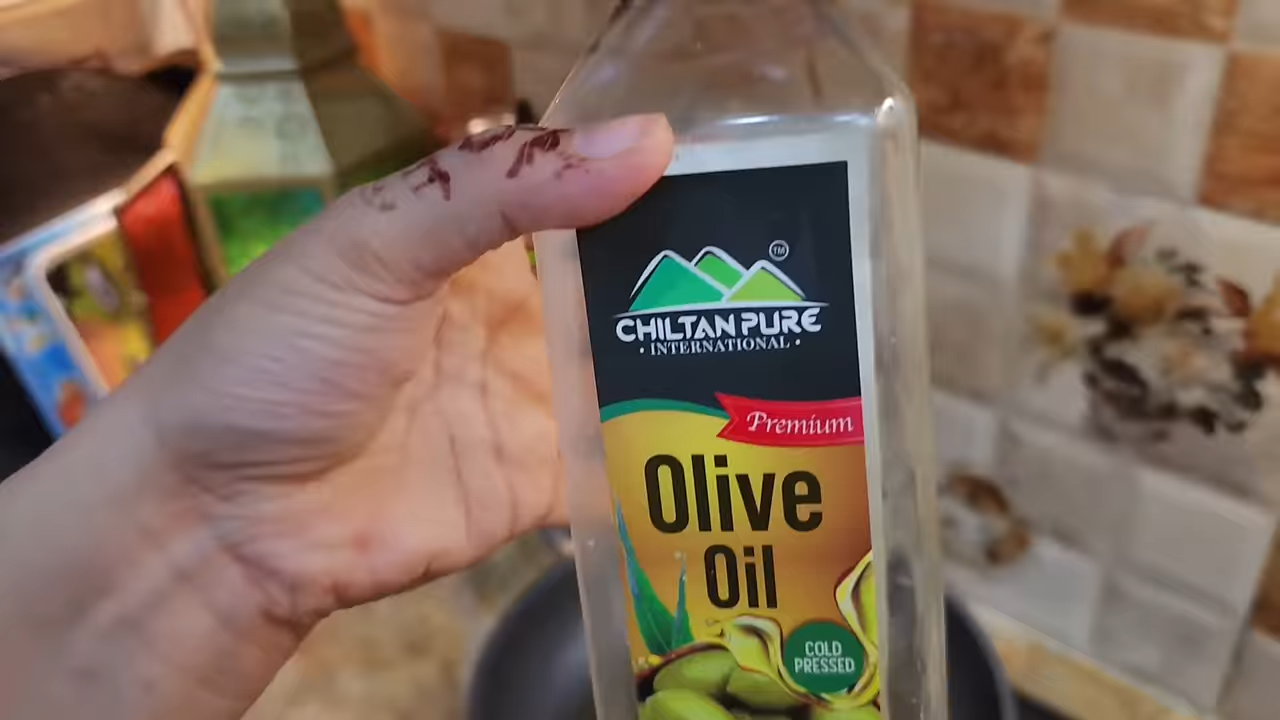 TM
CHILTAN PURE
• INTERNATIONAL •
Premium
Olive
Oil
COLD
PRESSED